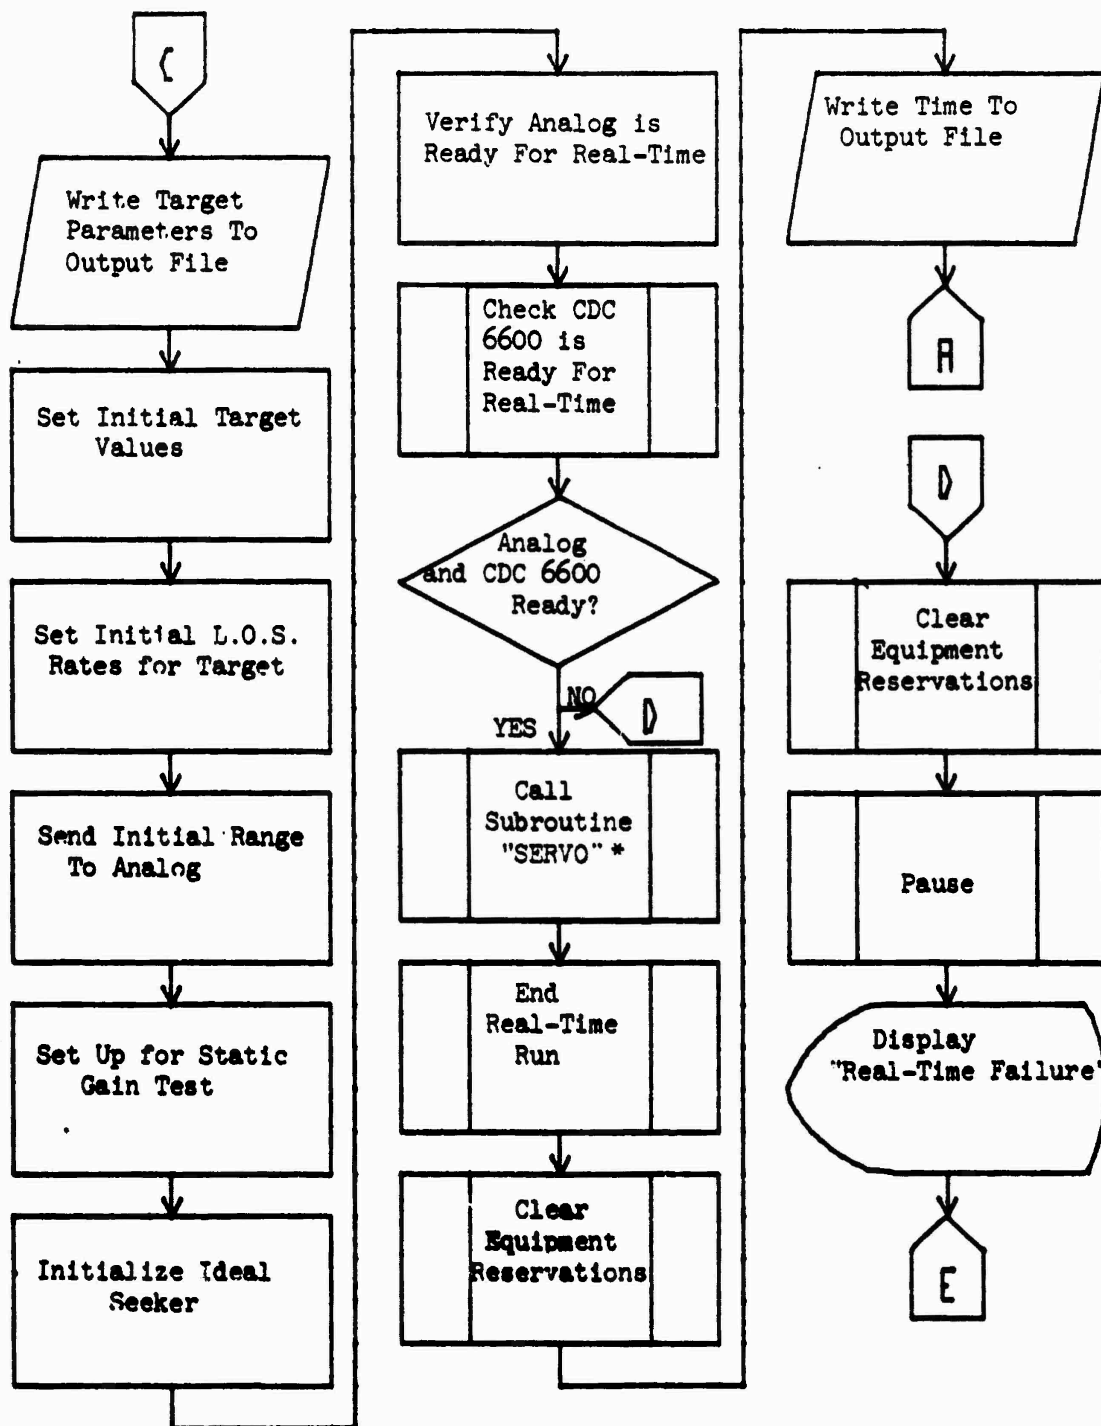 C
Write Target
Parameters To
Output File
Set Initial Target
Values
Set Initial L.O.S.
Rates for Target
Send Initial Range
To Analog
Set Up for Static
Gain Test
Initialize Ideal
Seeker
Verify Analog is
Ready For Real-Time
Check CDC
6600 is
Ready For
Real-Time
Analog
and CDC 6600
Ready?
NO
D
YES
Call
Subroutine
"SERVO" *
End
Real-Time
Run
Clear
Equipment
Reservations
Write Time To
Output File
A
D
Clear
Equipment
Reservations
Pause
Display
"Real-Time Failure"
E